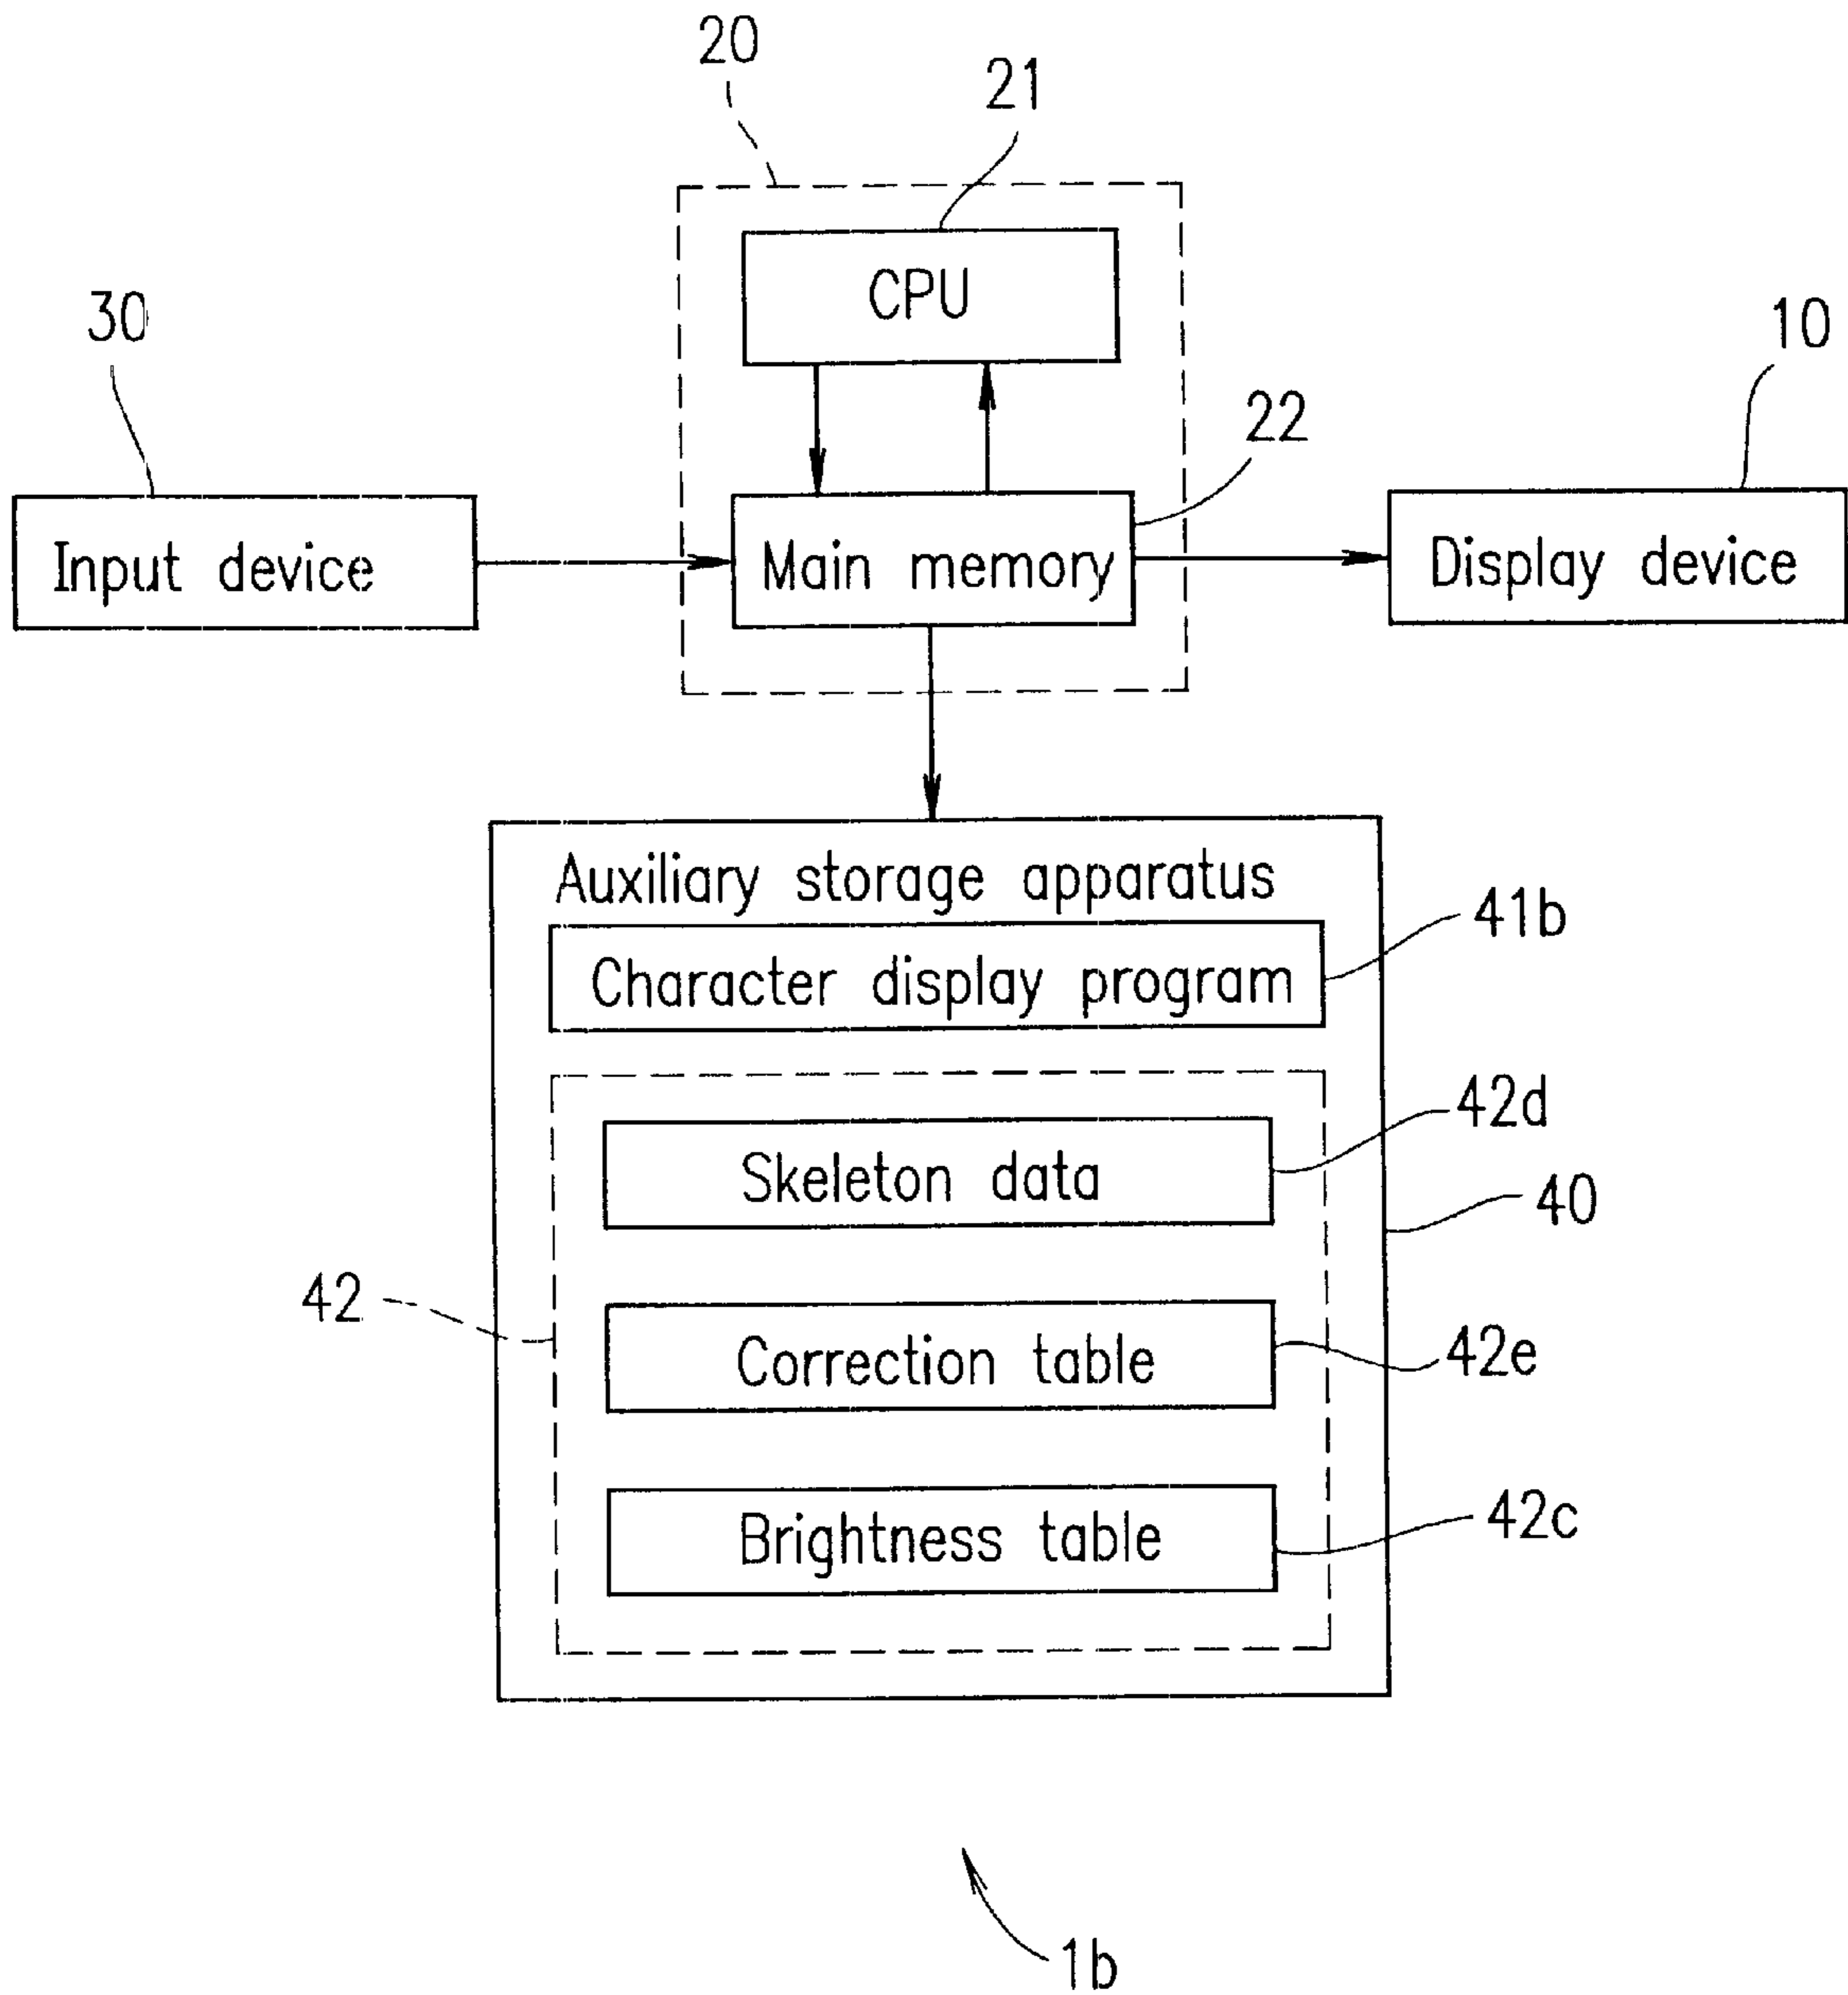 20
21
CPU
30
10
22
Input device
Main memory
Display device
Auxiliary storage apparatus
41b
Character display program
42d
Skeleton data
40
42
42e
Correction table
42c
Brightness table
1b